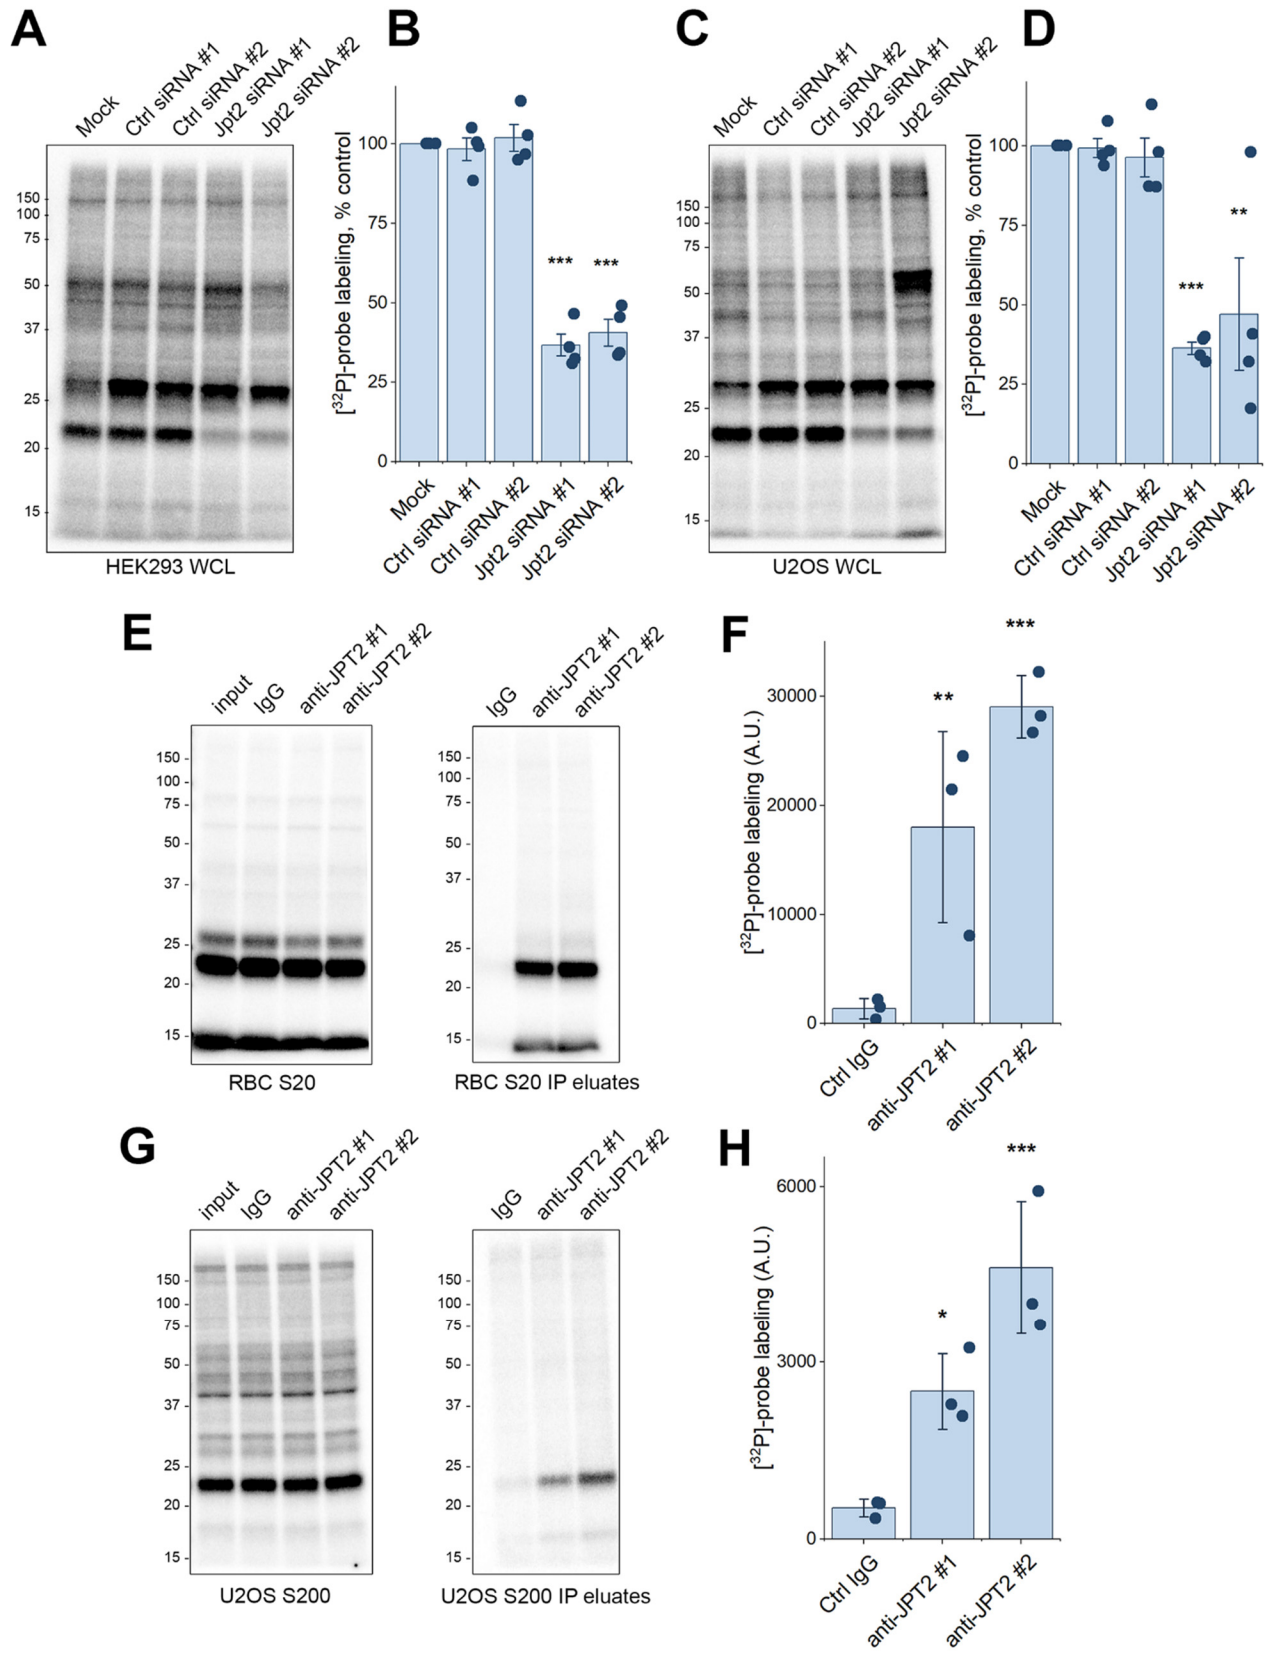 A
Mock
Ctrl siRNA #1
Ctrl siRNA #2
Jpt2 siRNA #1
Jpt2 siRNA #2
150
100
75
50
37
25
20
15
HEK293 WCL
B
[32P]-probe labeling, % control
100
75
50
25
0
***
***
Mock
Ctrl siRNA #1
Ctrl siRNA #2
Jpt2 siRNA #1
Jpt2 siRNA #2
C
Mock
Ctrl siRNA #1
Ctrl siRNA #2
Jpt2 siRNA #1
Jpt2 siRNA #2
150
100
75
50
37
25
20
15
U2OS WCL
D
[32P]-probe labeling, % control
100
75
50
25
0
***
**
Mock
Ctrl siRNA #1
Ctrl siRNA #2
Jpt2 siRNA #1
Jpt2 siRNA #2
E
input
IgG
anti-JPT2 #1
anti-JPT2 #2
150
100
75
50
37
25
20
15
RBC S20
IgG
anti-JPT2 #1
anti-JPT2 #2
150
100
75
50
37
25
20
15
RBC S20 IP eluates
F
[32P]-probe labeling (A.U.)
30000
20000
10000
0
**
***
Ctrl IgG
anti-JPT2 #1
anti-JPT2 #2
G
input
IgG
anti-JPT2 #1
anti-JPT2 #2
150
100
75
50
37
25
20
15
U2OS S200
IgG
anti-JPT2 #1
anti-JPT2 #2
150
100
75
50
37
25
20
15
U2OS S200 IP eluates
H
[32P]-probe labeling (A.U.)
6000
3000
0
*
***
Ctrl IgG
anti-JPT2 #1
anti-JPT2 #2